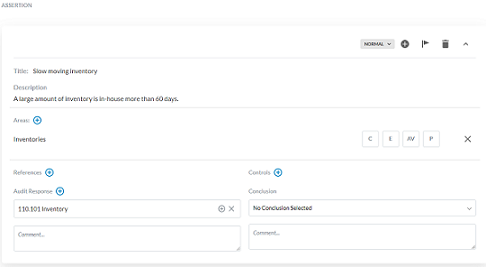 ASSERTION
NORMAL
Title: Slow moving inventory
Description
A large amount of inventory is in-house more than 60 days.
Areas:
Inventories C E AV P
References Controls
Audit Response Conclusion
110.101 Inventory No Conclusion Selected
Comment... Comment...